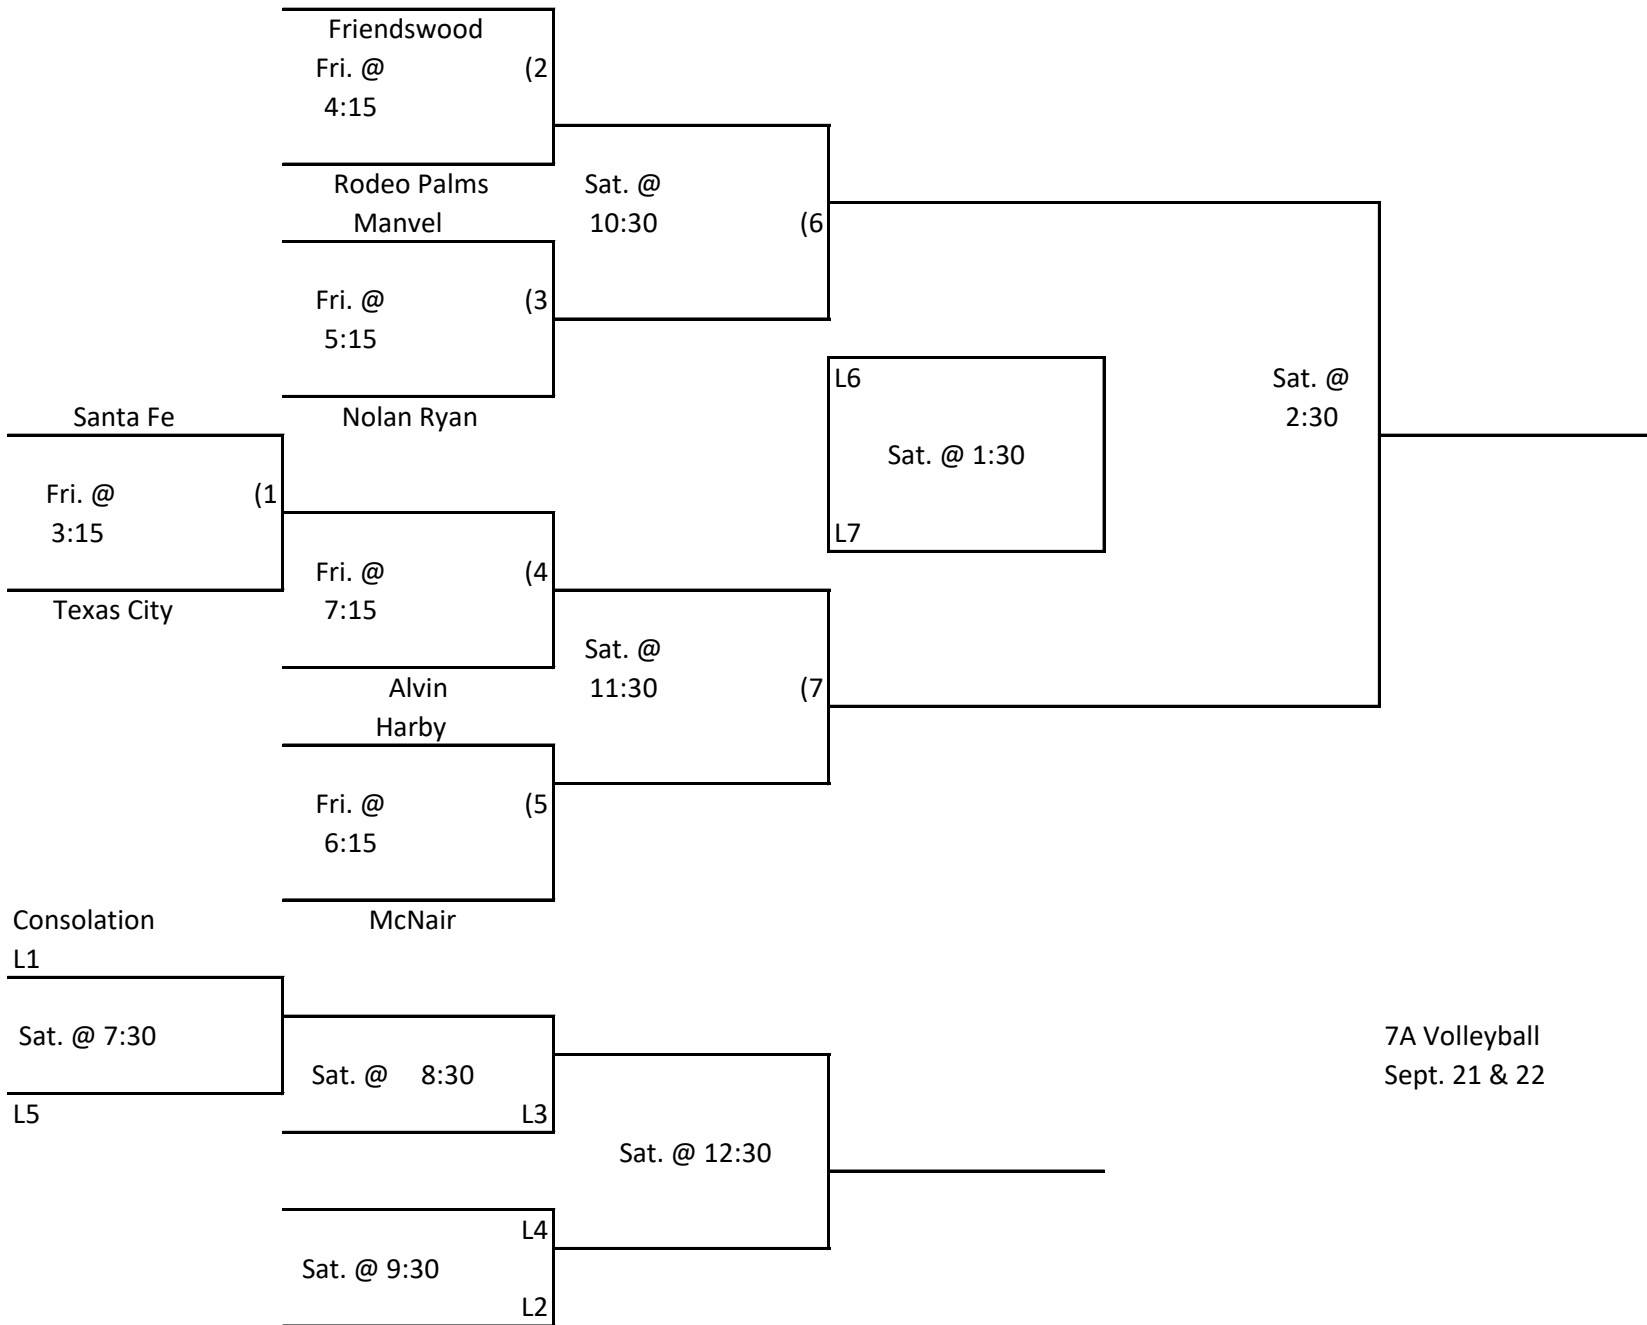 Friendswood
Fri. @ (2
4:15
Rodeo Palms Sat. @
Manvel 10:30 (6
Fri. @ (3
5:15
L6 Sat. @
Santa Fe Nolan Ryan 2:30
Sat. @ 1:30
Fri. @ (1
3:15 L7
Fri. @ (4
Texas City 7:15
Sat. @
Alvin 11:30 (7
Harby
Fri. @ (5
6:15
Consolation McNair
L1
Sat. @ 7:30 7A Volleyball
Sat. @ 8:30 Sept. 21 & 22
L5 L3
Sat. @ 12:30
L4
Sat. @ 9:30
L2